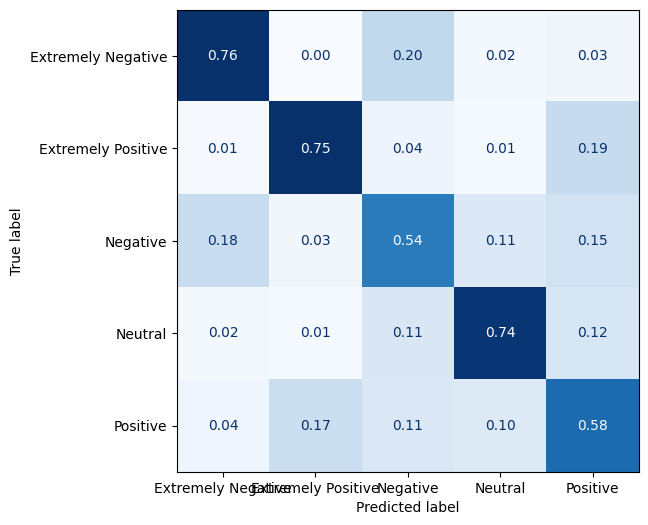 Extremely Negative 0.76 0.00 0.20 0.02 0.03
Extremely Positive 0.01 0.75 0.04 0.01 0.19
Negative 0.18 0.03 0.54 0.11 0.15
Neutral 0.02 0.01 0.11 0.74 0.12
Positive 0.04 0.17 0.11 0.10 0.58
True label
Extremely Negative Extremely Positive Negative Neutral Positive
Predicted label